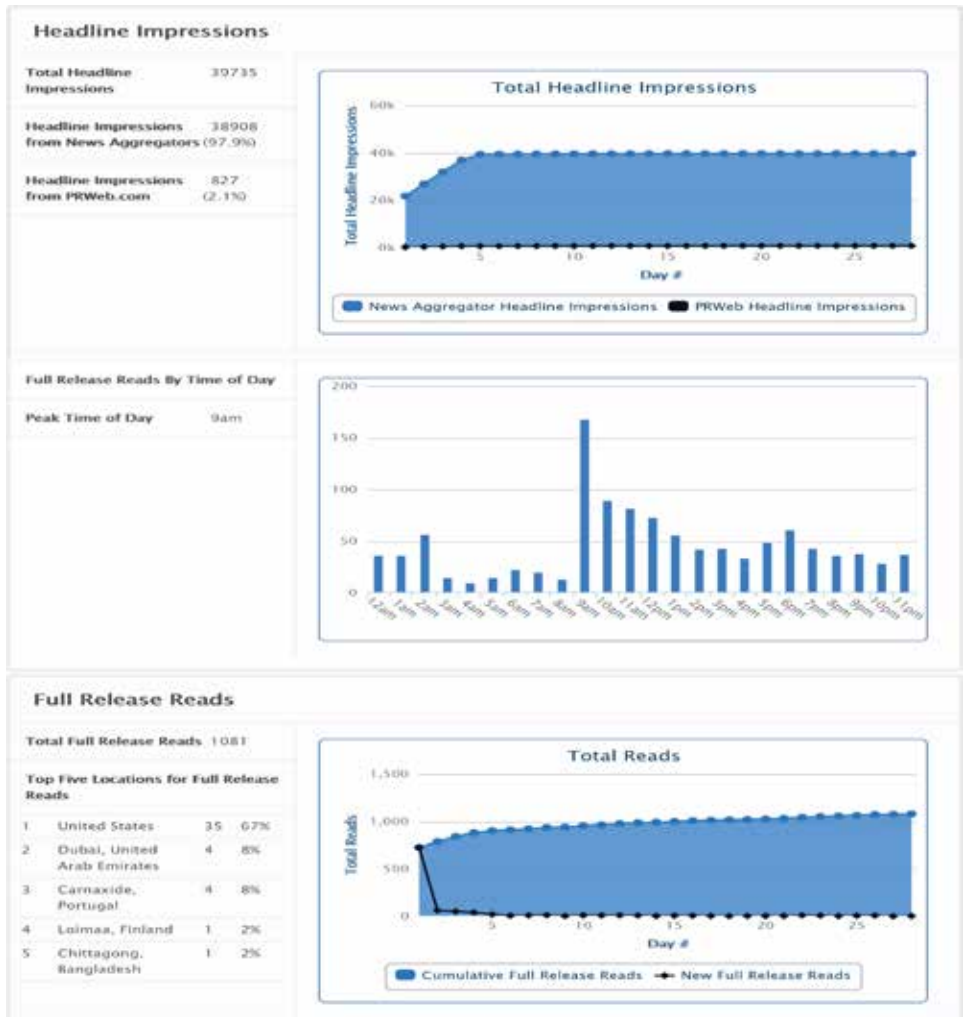 Headline Impressions
Total Headline Impressions 39735
Headline Impressions from News Aggregators 38908 (97.9%)
Headline Impressions from PRWeb.com 827 (2.1%)
Total Headline Impressions
Total Headline Impressions
60k
40k
20k
0k
5 10 15 20 25
Day #
News Aggregator Headline Impressions PRWeb Headline Impressions
Full Release Reads By Time of Day
Peak Time of Day 9am
200
150
100
50
0
12am 1am 2am 3am 4am 5am 6am 7am 8am 9am 10am 11am 12pm 1pm 2pm 3pm 4pm 5pm 6pm 7pm 8pm 9pm 10pm 11pm
Full Release Reads
Total Full Release Reads 1081
Top Five Locations for Full Release
Reads
1 United States 35 67%
2 Dubai, United Arab Emirates 4 8%
3 Carnaxide, Portugal 4 8%
4 Loimaa, Finland 1 2%
5 Chittagong, Bangladesh 1 2%
Total Reads
Total Reads
1,500
1,000
500
0
5 10 15 20 25
Day #
Cumulative Full Release Reads New Full Release Reads